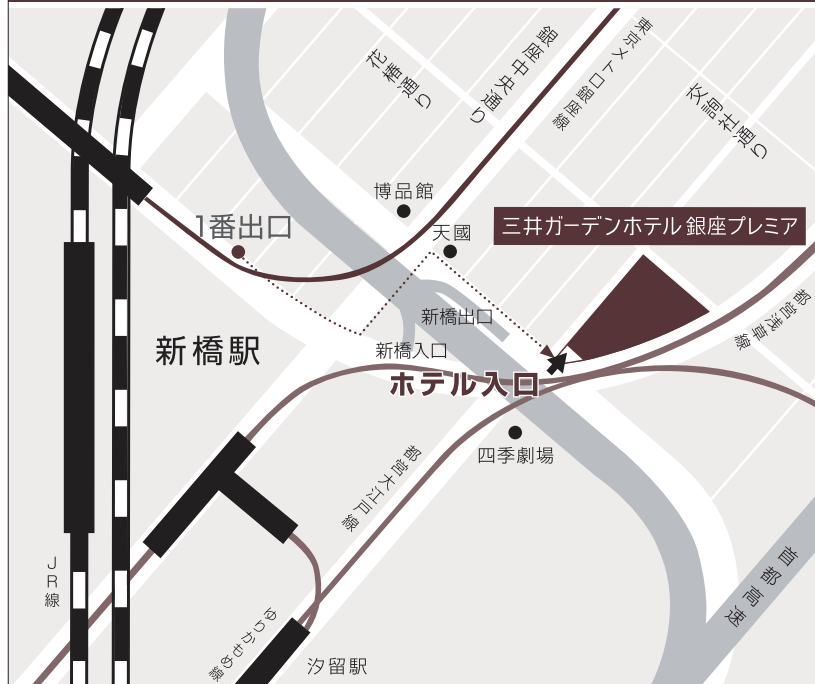 花椿通り
銀座中央通り
東京メトロ銀座線
交詢社通り
博品館
1番出口
天國
三井ガーデンホテル 銀座プレミア
都営浅草線
新橋出口
新橋駅
新橋入口
ホテル入口
四季劇場
都営大江戸線
首都高速
JR線
ゆりかもめ線
汐留駅